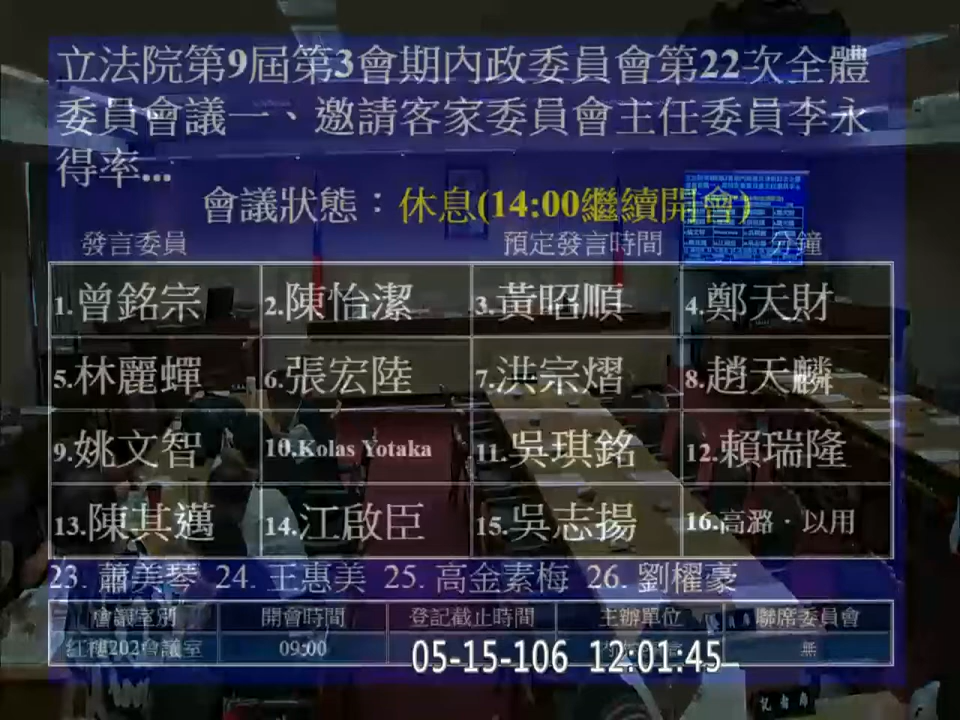 立法院第9屆第3會期內政委員會第22次全體
委員會議一、邀請客家委員會主任委員李永
得率...
會議狀態：休息(14:00繼續開會)
發言委員 預定發言時間 分鐘
1.曾銘宗 2.陳怡潔 3.黃昭順 4.鄭天財
5.林麗蟬 6.張宏陸 7.洪宗熠 8.趙天麟
9.姚文智 10.Kolas Yotaka 11.吳琪銘 12.賴瑞隆
13.陳其邁 14.江啟臣 15.吳志揚 16.高潞．以用
23. 蕭美琴 24. 王惠美 25. 高金素梅 26. 劉櫂豪
會議室別 開會時間 登記截止時間 主辦單位 聯席委員會
紅樓202會議室 09:00 無
05-15-106 12:01:45
記者席